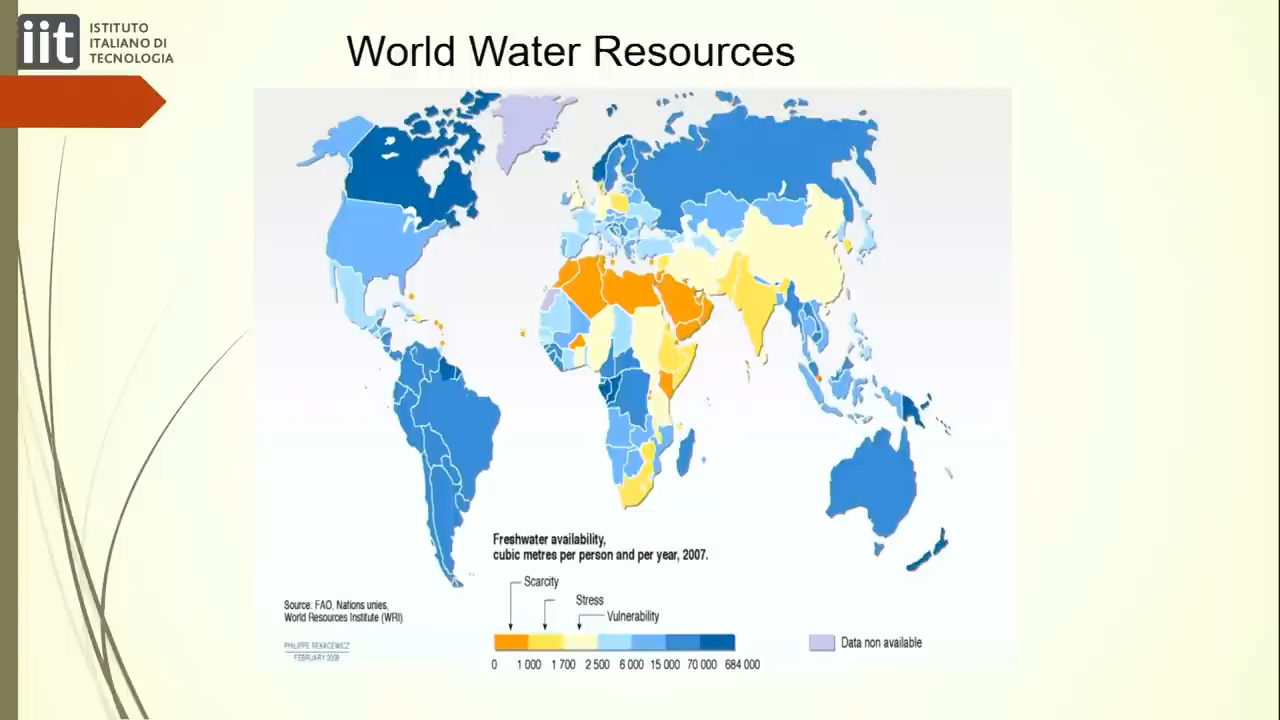 iit ISTITUTO
ITALIANO DI
TECNOLOGIA
World Water Resources
Freshwater availability,
cubic metres per person and per year, 2007.
Scarcity
Stress
Vulnerability
Source: FAO, Nations unies,
World Resources Institute (WRI)
PHILIPPE REKACEWICZ
FEBRUARY 2008
Data non available
0 1 000 1 700 2 500 6 000 15 000 70 000 684 000